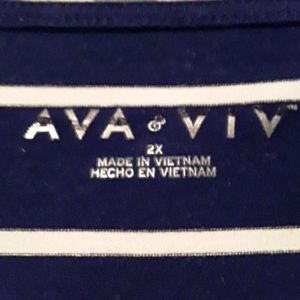 AVA & VIV
2X
MADE IN VIETNAM
HECHO EN VIETNAM